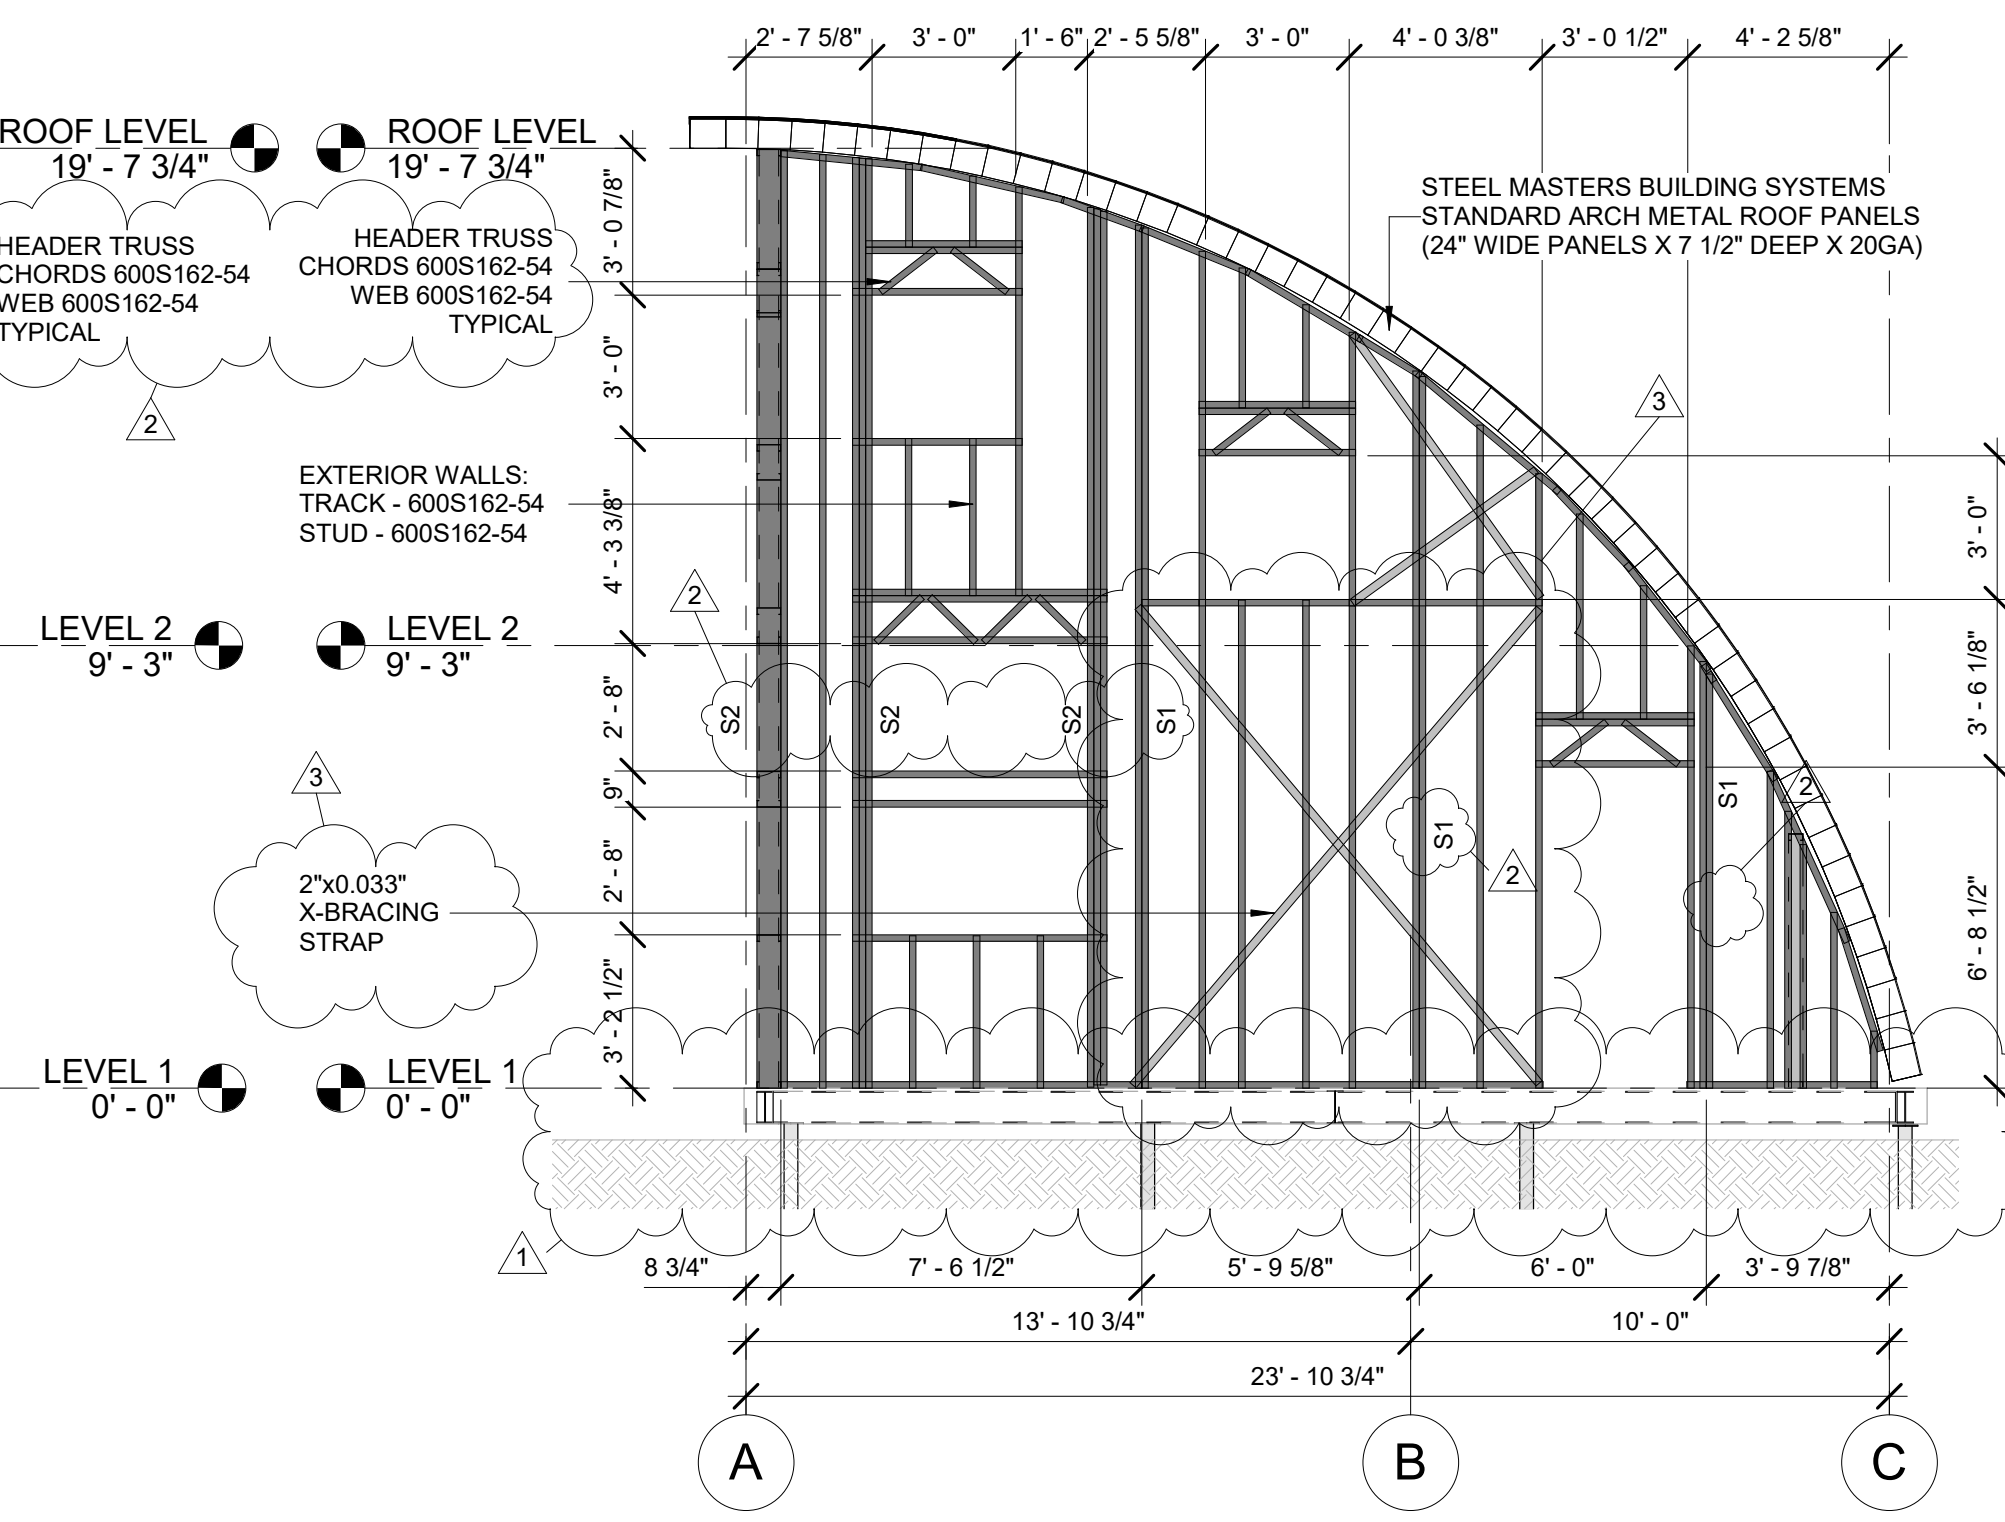 2' - 7 5/8" 3' - 0" 1' - 6" 2' - 5 5/8" 3' - 0" 4' - 0 3/8" 3' - 0 1/2" 4' - 2 5/8"
ROOF LEVEL
19' - 7 3/4"
ROOF LEVEL
19' - 7 3/4"
HEADER TRUSS
CHORDS 600S162-54
WEB 600S162-54
TYPICAL
HEADER TRUSS
CHORDS 600S162-54
WEB 600S162-54
TYPICAL
2
STEEL MASTERS BUILDING SYSTEMS
STANDARD ARCH METAL ROOF PANELS
(24" WIDE PANELS X 7 1/2" DEEP X 20GA)
3
EXTERIOR WALLS:
TRACK - 600S162-54
STUD - 600S162-54
3' - 0 7/8"
3' - 0"
4' - 3 3/8"
2' - 8"
9"
2' - 8"
3' - 2 1/2"
2
LEVEL 2
9' - 3"
LEVEL 2
9' - 3"
S2
S2
S2
S1
S1
S1
2
2
3
2"x0.033"
X-BRACING
STRAP
3' - 0"
3' - 6 1/8"
6' - 8 1/2"
LEVEL 1
0' - 0"
LEVEL 1
0' - 0"
1
8 3/4" 7' - 6 1/2" 5' - 9 5/8" 6' - 0" 3' - 9 7/8"
13' - 10 3/4" 10' - 0"
23' - 10 3/4"
A B C